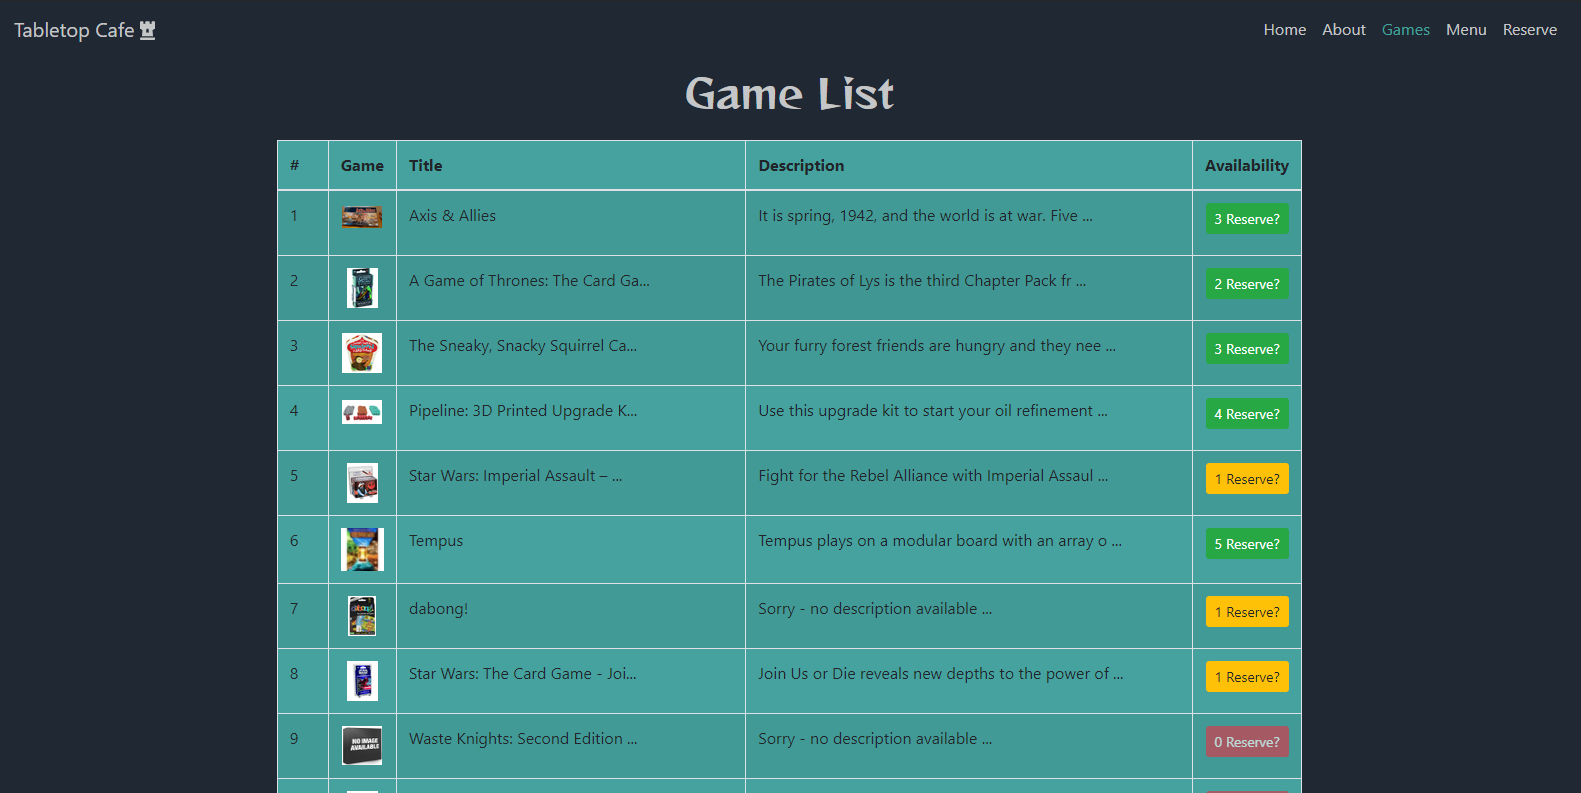 Tabletop Cafe
Home About Games Menu Reserve
Game List
# Game Title Description Availability
1 Axis & Allies It is spring, 1942, and the world is at war. Five ... 3 Reserve?
2 A Game of Thrones: The Card Ga... The Pirates of Lys is the third Chapter Pack fr ... 2 Reserve?
3 The Sneaky, Snacky Squirrel Ca... Your furry forest friends are hungry and they nee ... 3 Reserve?
4 Pipeline: 3D Printed Upgrade K... Use this upgrade kit to start your oil refinement ... 4 Reserve?
5 Star Wars: Imperial Assault – ... Fight for the Rebel Alliance with Imperial Assaul ... 1 Reserve?
6 Tempus Tempus plays on a modular board with an array o ... 5 Reserve?
7 dabong! Sorry - no description available ... 1 Reserve?
8 Star Wars: The Card Game - Joi... Join Us or Die reveals new depths to the power of ... 1 Reserve?
9 NO IMAGE AVAILABLE Waste Knights: Second Edition ... Sorry - no description available ... 0 Reserve?